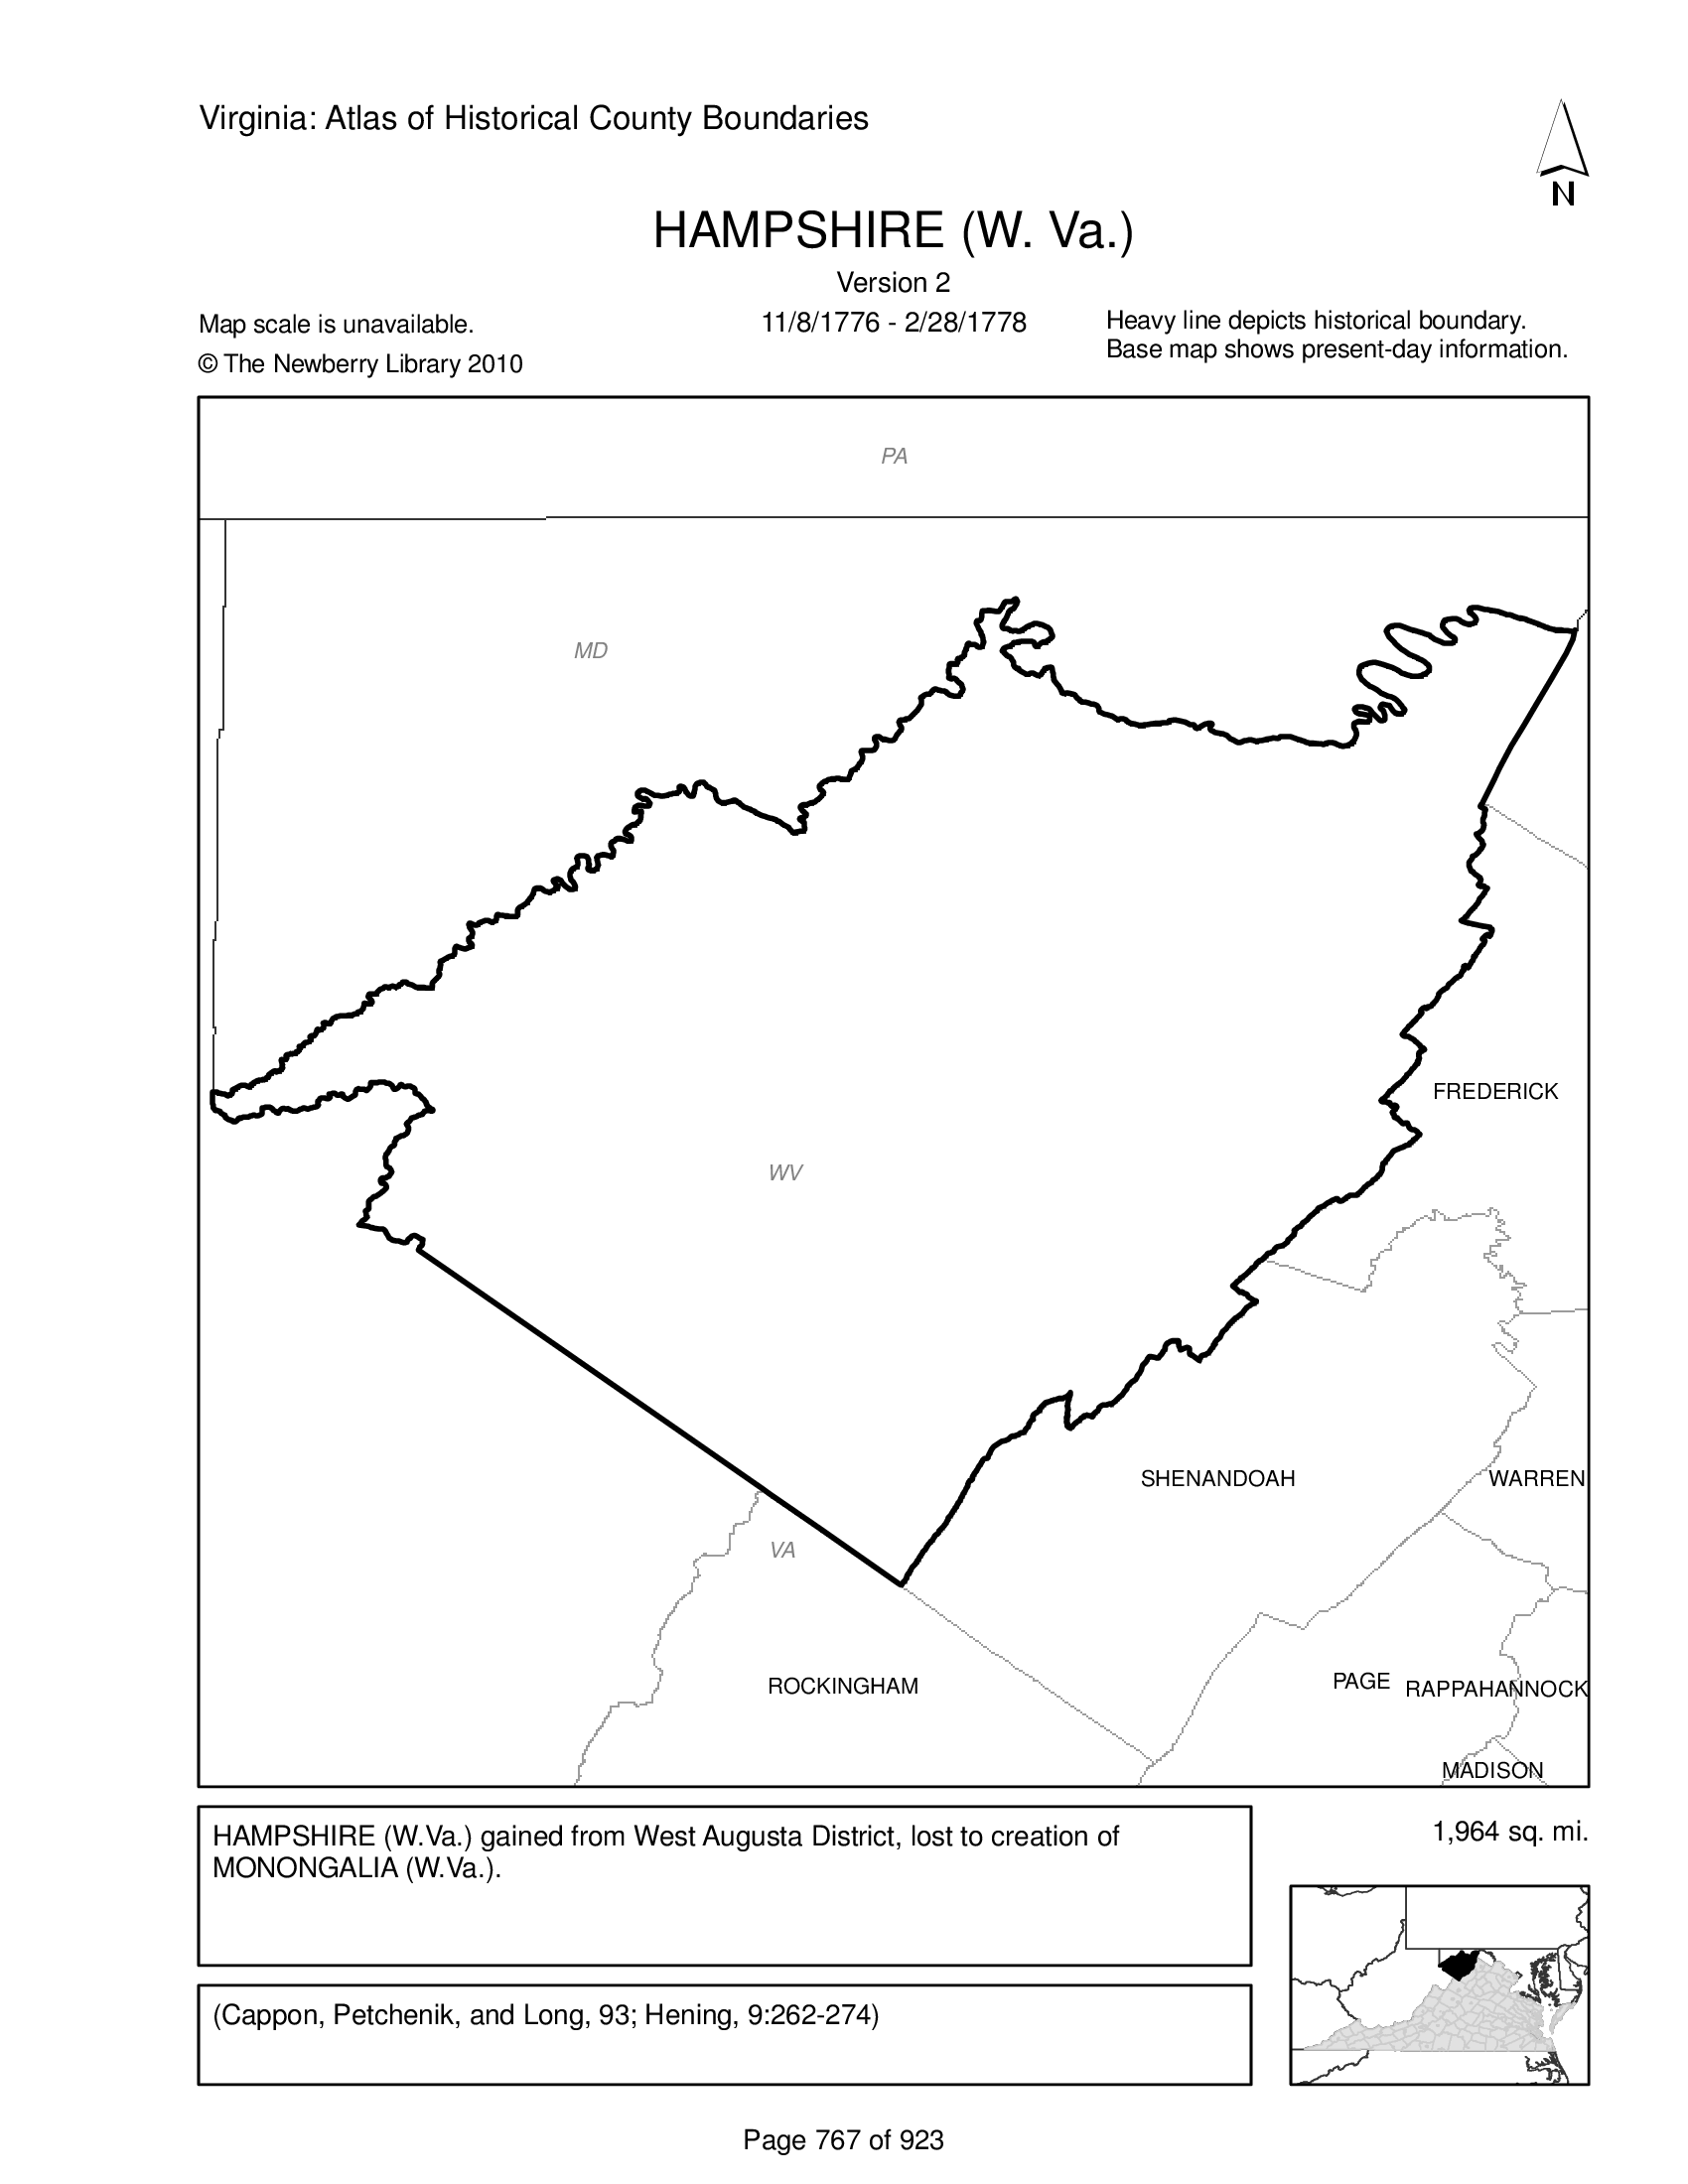 Virginia: Atlas of Historical County Boundaries
N
HAMPSHIRE (W. Va.)
Version 2
Map scale is unavailable.
11/8/1776 - 2/28/1778
Heavy line depicts historical boundary.
© The Newberry Library 2010
Base map shows present-day information.
PA
MD
FREDERICK
WV
SHENANDOAH
WARREN
VA
ROCKINGHAM
PAGE
RAPPAHANNOCK
MADISON
HAMPSHIRE (W.Va.) gained from West Augusta District, lost to creation of
MONONGALIA (W.Va.).
1,964 sq. mi.
(Cappon, Petchenik, and Long, 93; Hening, 9:262-274)
Page 767 of 923